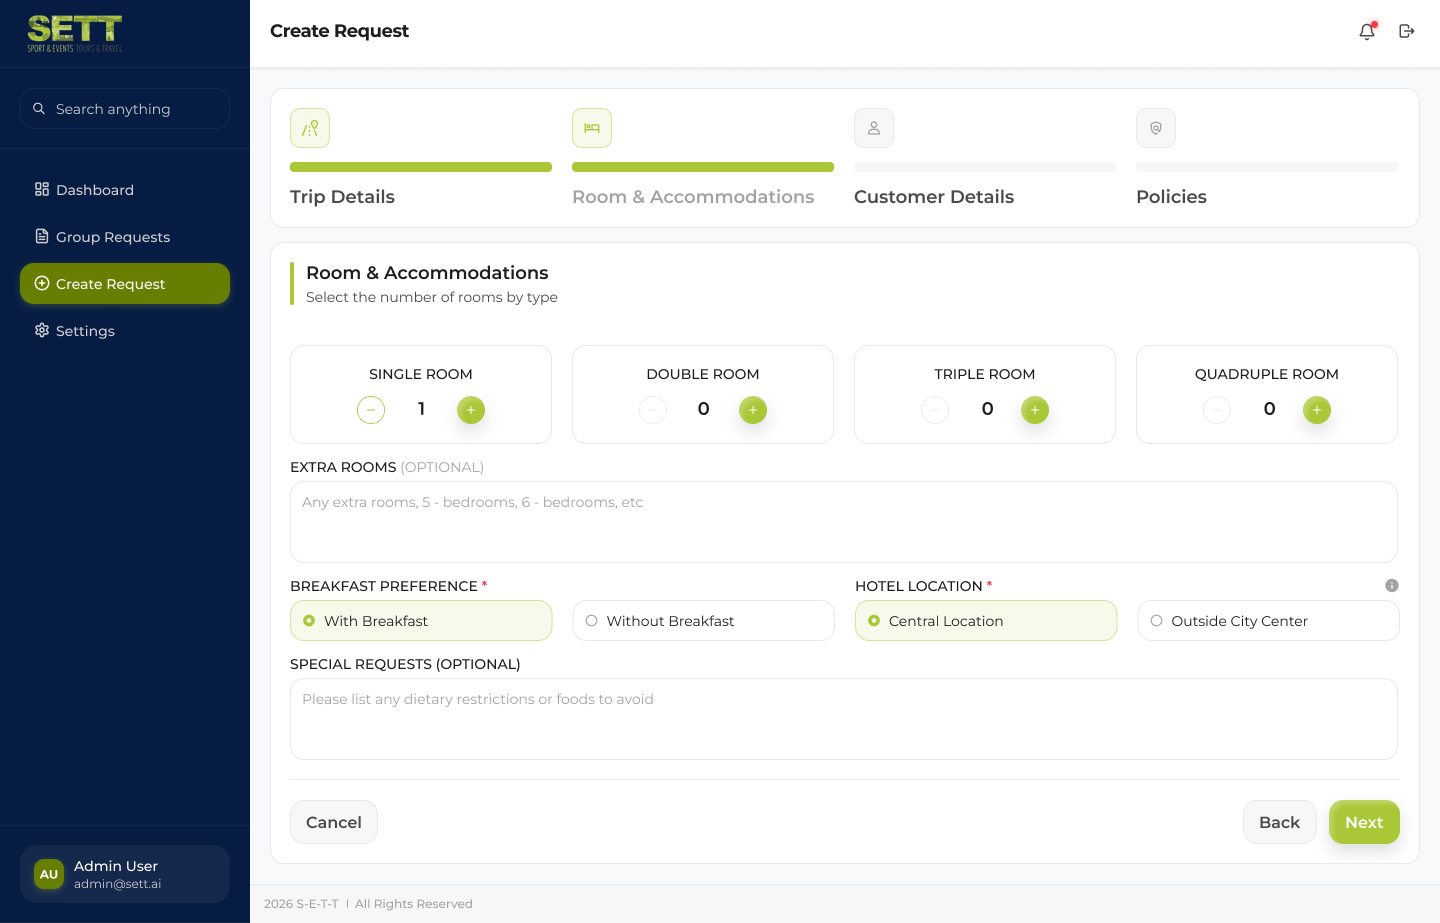 SETT
SPORT & EVENTS TOURS & TRAVEL
Search anything
Dashboard
Group Requests
Create Request
Settings
AU
Admin User
admin@sett.ai
Create Request
Trip Details
Room & Accommodations
Customer Details
Policies
Room & Accommodations
Select the number of rooms by type
SINGLE ROOM
− 1 +
DOUBLE ROOM
− 0 +
TRIPLE ROOM
− 0 +
QUADRUPLE ROOM
− 0 +
EXTRA ROOMS (OPTIONAL)
Any extra rooms, 5 - bedrooms, 6 - bedrooms, etc
BREAKFAST PREFERENCE *
With Breakfast
Without Breakfast
HOTEL LOCATION *
Central Location
Outside City Center
SPECIAL REQUESTS (OPTIONAL)
Please list any dietary restrictions or foods to avoid
Cancel
Back
Next
2026 S-E-T-T | All Rights Reserved